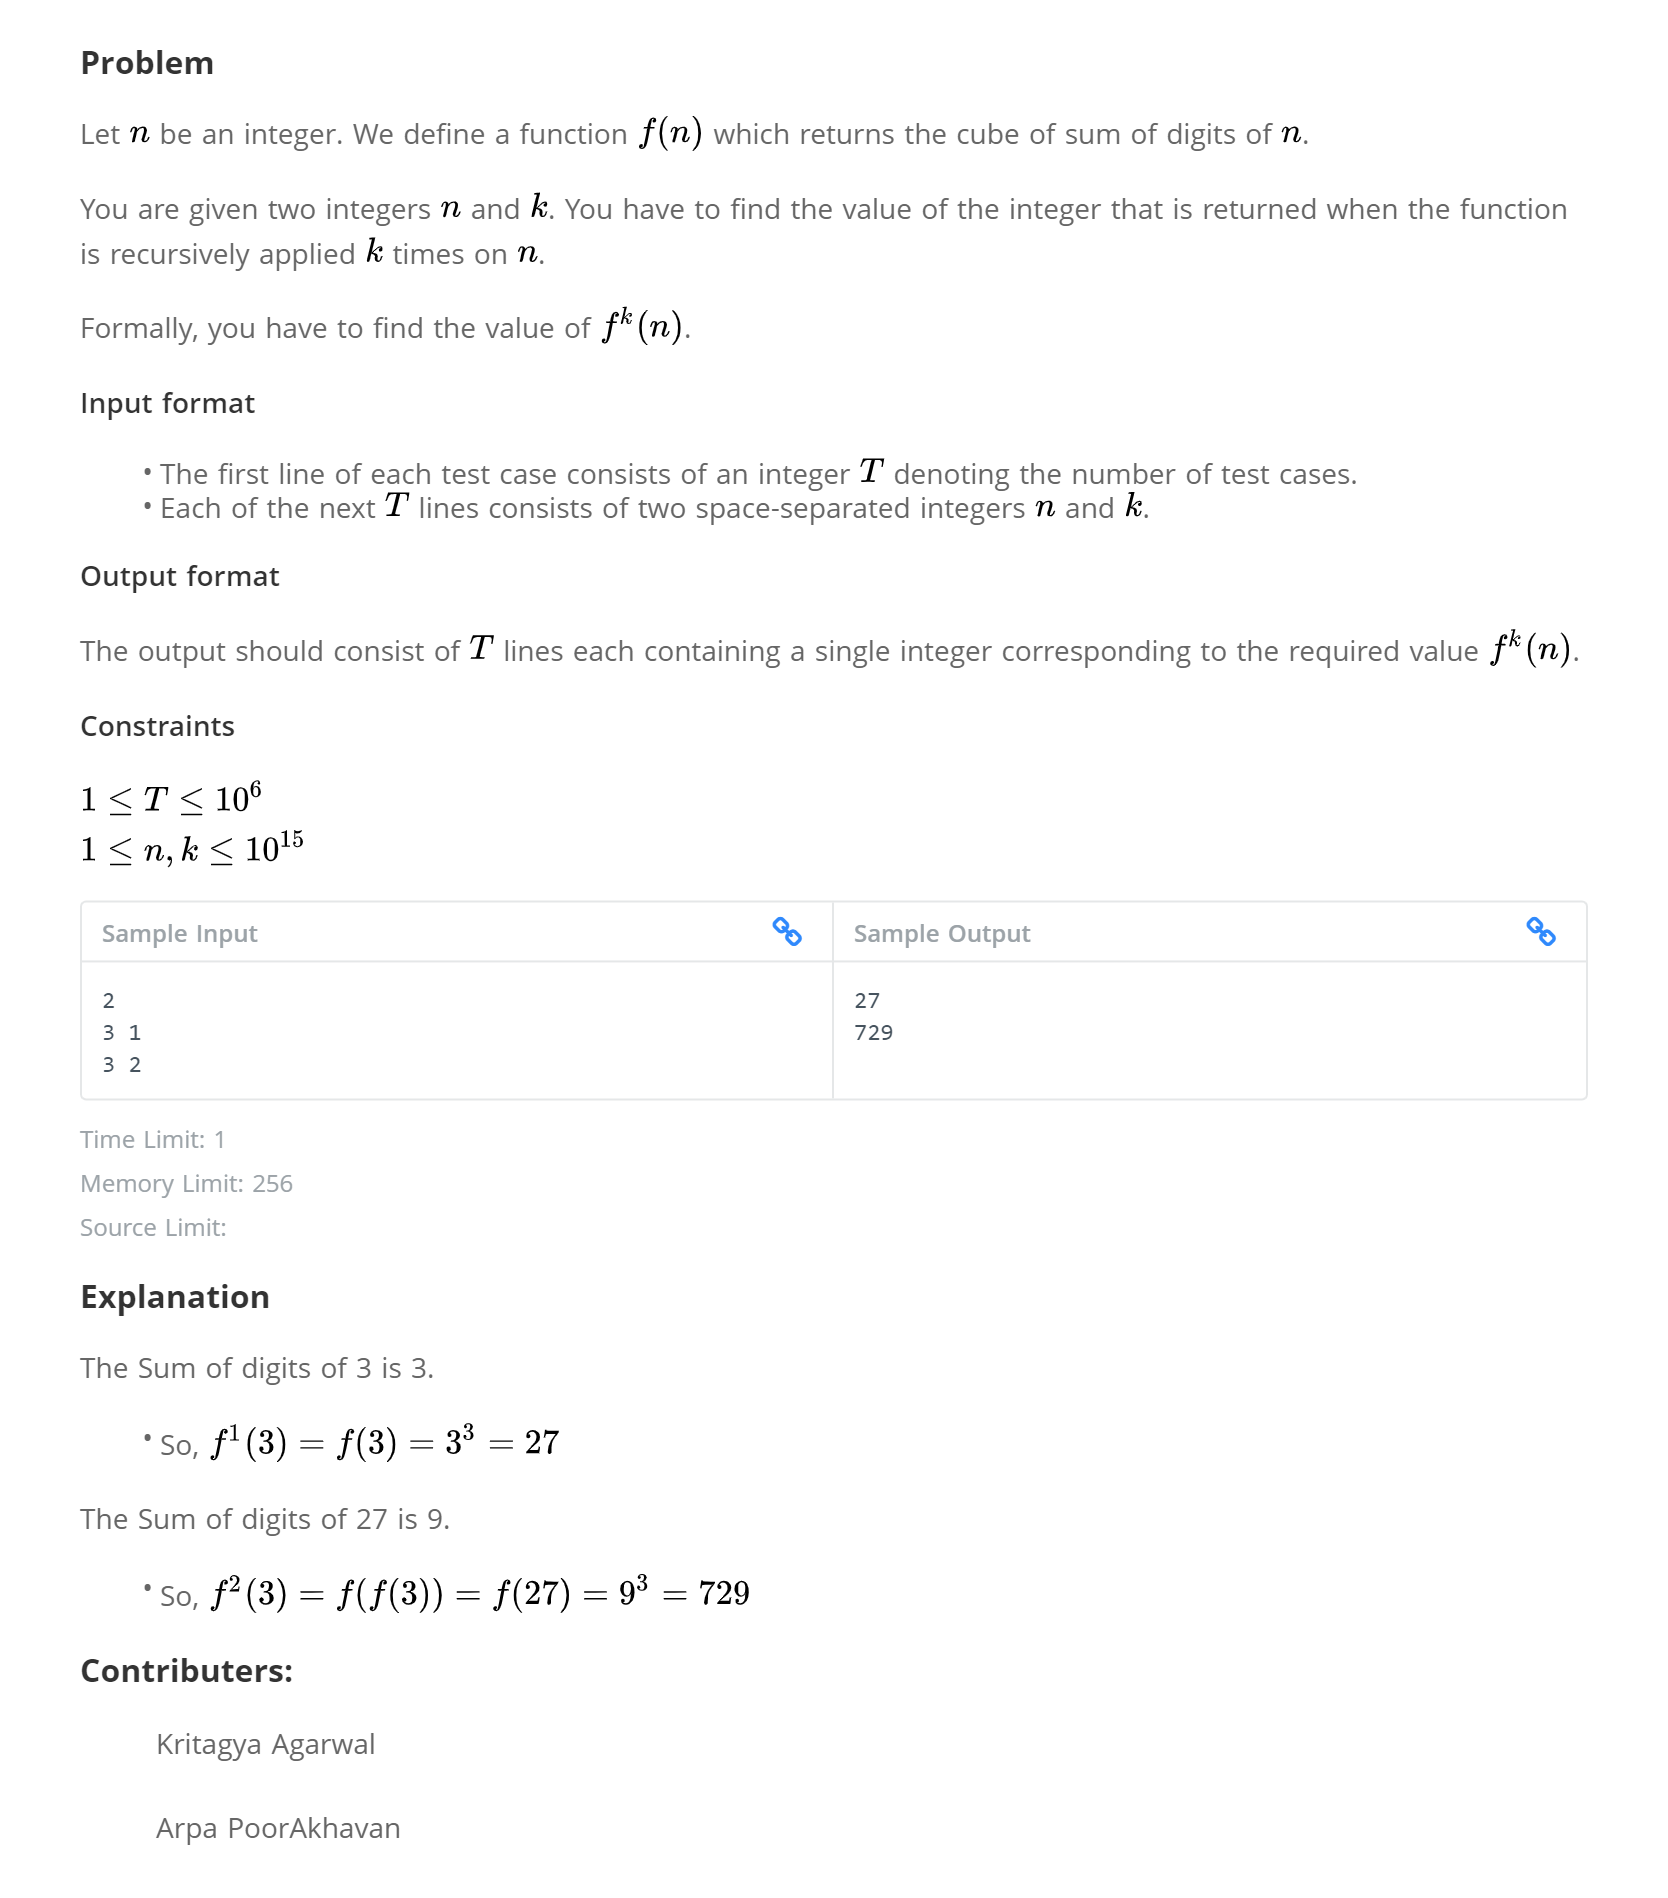 Problem
Let n be an integer. We define a function f(n) which returns the cube of sum of digits of n.
You are given two integers n and k. You have to find the value of the integer that is returned when the function
is recursively applied k times on n.
Formally, you have to find the value of f^k(n).
Input format
• The first line of each test case consists of an integer T denoting the number of test cases.
• Each of the next T lines consists of two space-separated integers n and k.
Output format
The output should consist of T lines each containing a single integer corresponding to the required value f^k(n).
Constraints
1 ≤ T ≤ 10^6
1 ≤ n, k ≤ 10^15
Sample Input
Sample Output
2
3 1
3 2
27
729
Time Limit: 1
Memory Limit: 256
Source Limit:
Explanation
The Sum of digits of 3 is 3.
• So, f^1(3) = f(3) = 3^3 = 27
The Sum of digits of 27 is 9.
• So, f^2(3) = f(f(3)) = f(27) = 9^3 = 729
Contributers:
Kritagya Agarwal
Arpa PoorAkhavan